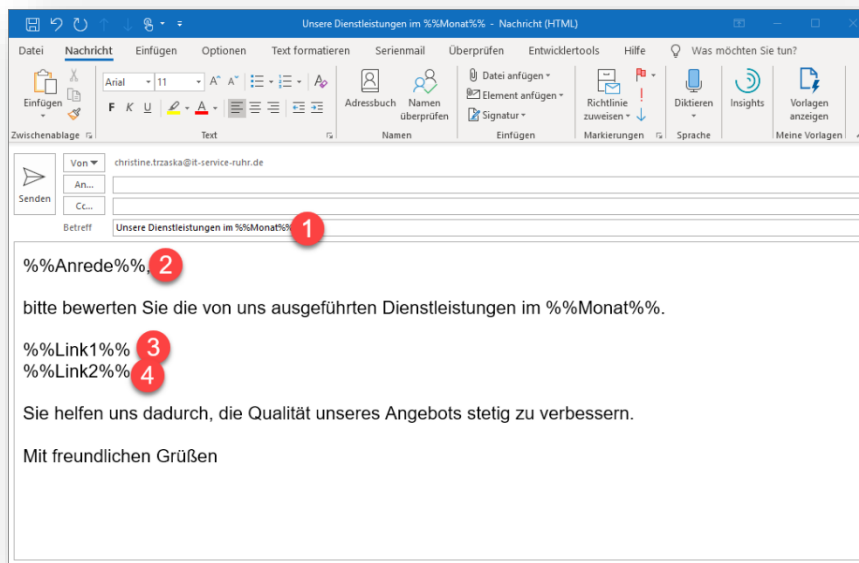 Unsere Dienstleistungen im %%Monat%% - Nachricht (HTML)
Datei Nachricht Einfügen Optionen Text formatieren Serienmail Überprüfen Entwicklertools Hilfe Was möchten Sie tun?
Einfügen
Arial 11
F K U
Adressbuch
Namen überprüfen
Datei anfügen
Element anfügen
Signatur
Richtlinie zuweisen
Diktieren
Insights
Vorlagen anzeigen
Zwischenablage Text Namen Einfügen Markierungen Sprache Meine Vorlagen
Senden
Von christine.trzaska@it-service-ruhr.de
An...
Cc...
Betreff Unsere Dienstleistungen im %%Monat%% 1
%%Anrede%%, 2
bitte bewerten Sie die von uns ausgeführten Dienstleistungen im %%Monat%%.
%%Link1%% 3
%%Link2%% 4
Sie helfen uns dadurch, die Qualität unseres Angebots stetig zu verbessern.
Mit freundlichen Grüßen